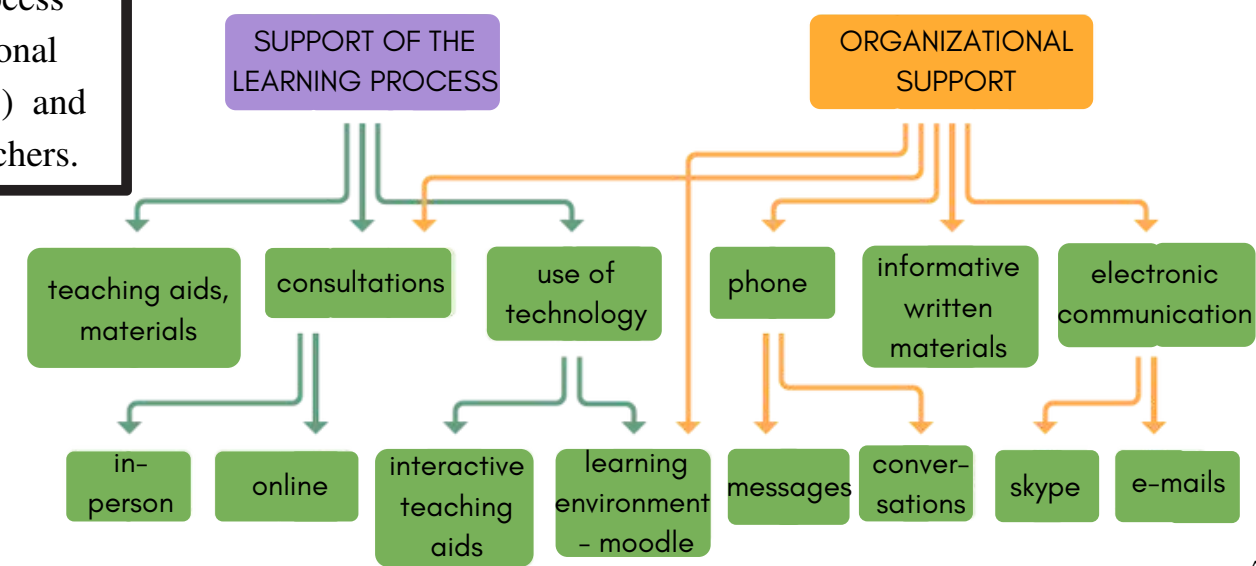 SUPPORT OF THE
LEARNING PROCESS
ORGANIZATIONAL
SUPPORT
) and
teaching aids,
materials
consultations
use of
technology
phone
informative
written
materials
electronic
communication
in-
person
online
interactive
teaching
aids
learning
environment
- moodle
messages
conver-
sations
skype
e-mails